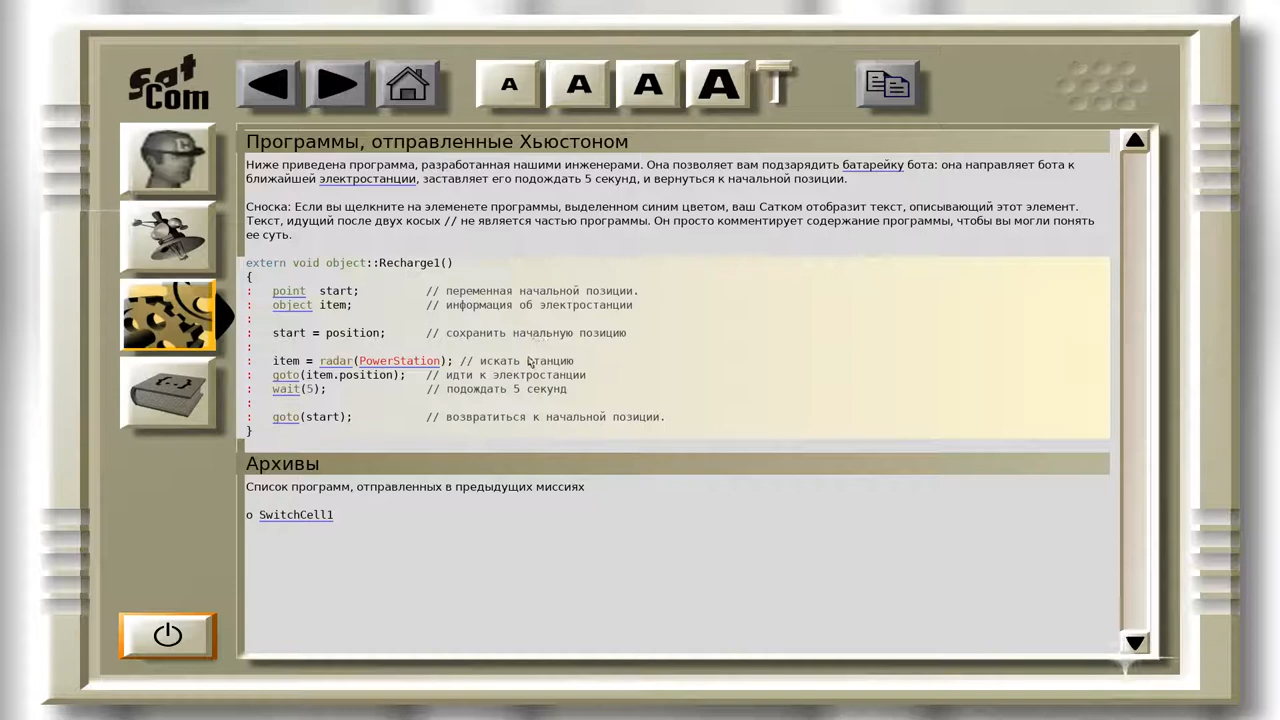 Sat
Com
A A A A
Программы, отправленные Хьюстоном
Ниже приведена программа, разработанная нашими инженерами. Она позволяет вам подзарядить батарейку бота: она направляет бота к
ближайшей электростанции, заставляет его подождать 5 секунд, и вернуться к начальной позиции.
Сноска: Если вы щелкните на элеменете программы, выделенном синим цветом, ваш Сатком отобразит текст, описывающий этот элемент.
Текст, идущий после двух косых // не является частью программы. Он просто комментирует содержание программы, чтобы вы могли понять
ее суть.
extern void object::Recharge1()
{
: point start; // переменная начальной позиции.
: object item; // информация об электростанции
:
: start = position; // сохранить начальную позицию
:
: item = radar(PowerStation); // искать станцию
: goto(item.position); // идти к электростанции
: wait(5); // подождать 5 секунд
:
: goto(start); // возвратиться к начальной позиции.
}
Архивы
Список программ, отправленных в предыдущих миссиях
o SwitchCell1